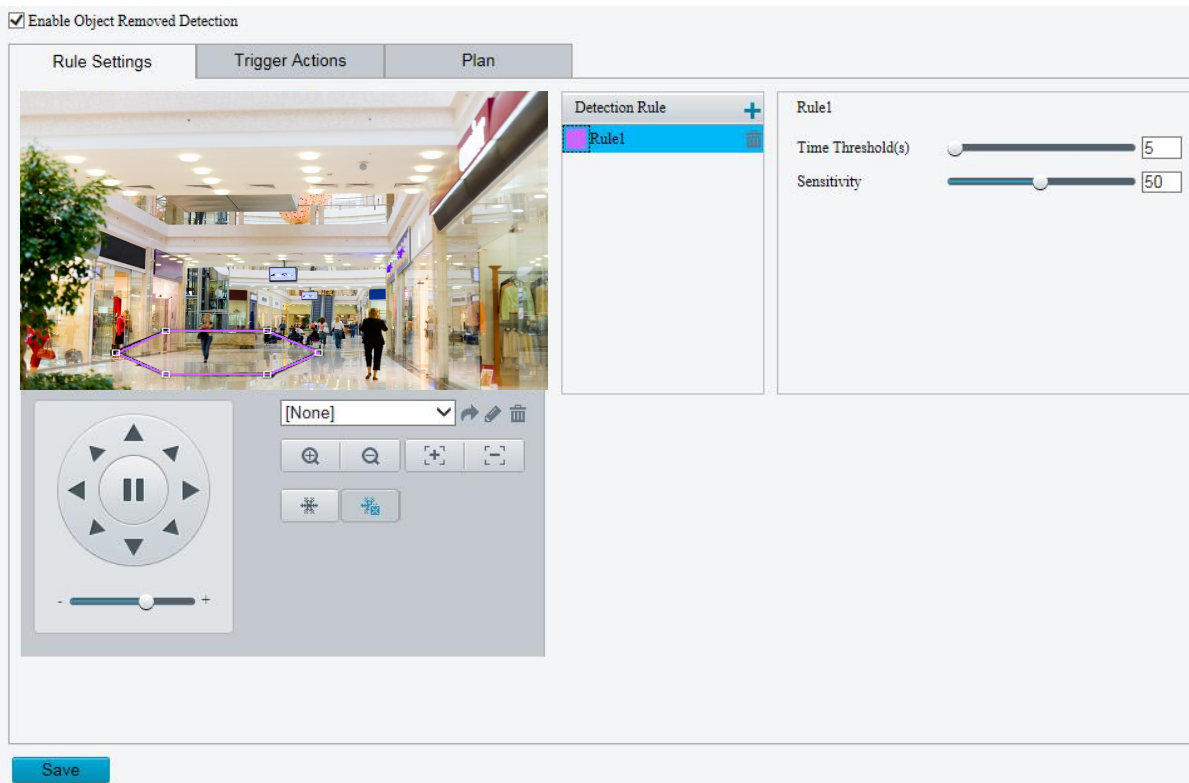 Enable Object Removed Detection
Rule Settings
Trigger Actions
Plan
Detection Rule
Rule1
Rule1
Time Threshold(s)
5
Sensitivity
50
[None]
- +
Save